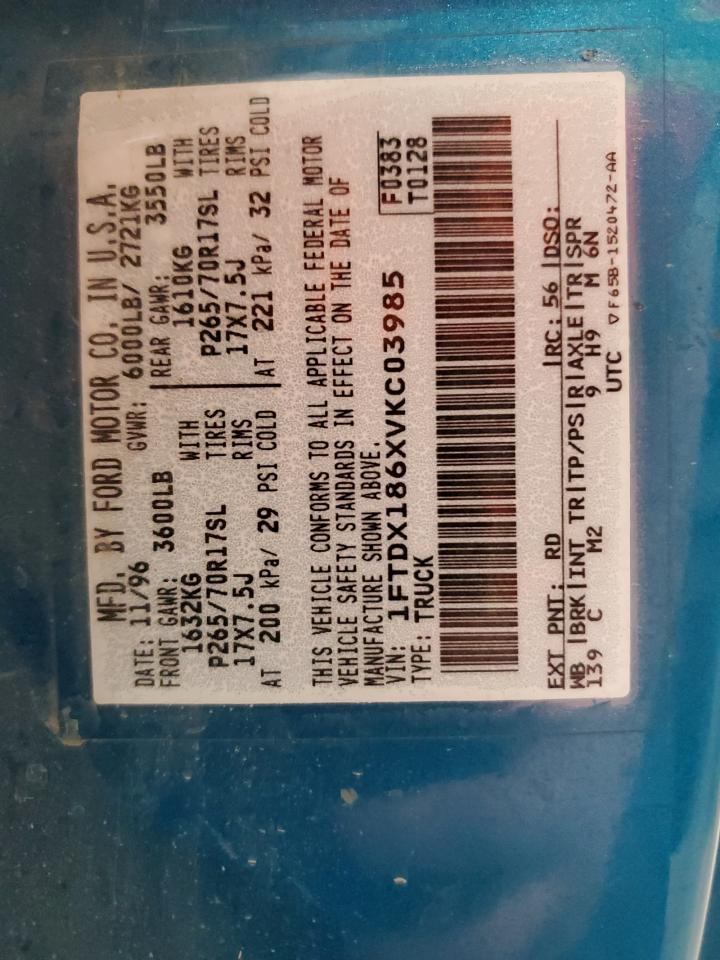 MFD. BY FORD MOTOR CO. IN U.S.A.
DATE: 11/96 GVWR: 6000LB/ 2721KG
FRONT GAWR: 3600LB REAR GAWR: 3550LB
1632KG WITH 1610KG WITH
P265/70R17SL TIRES P265/70R17SL TIRES
17X7.5J RIMS 17X7.5J RIMS
AT 200 kPa/ 29 PSI COLD AT 221 kPa/ 32 PSI COLD
THIS VEHICLE CONFORMS TO ALL APPLICABLE FEDERAL MOTOR
VEHICLE SAFETY STANDARDS IN EFFECT ON THE DATE OF
MANUFACTURE SHOWN ABOVE.
VIN: 1FTDX186XVKC03985 F0383
TYPE: TRUCK T0128
EXT PNT: RD RC: 56 DSO:
WB BRK INT TR TP/PS R AXLE TR SPR
139 C M2 9 H9 M 6N
UTC ▽F65B-1520472-AA